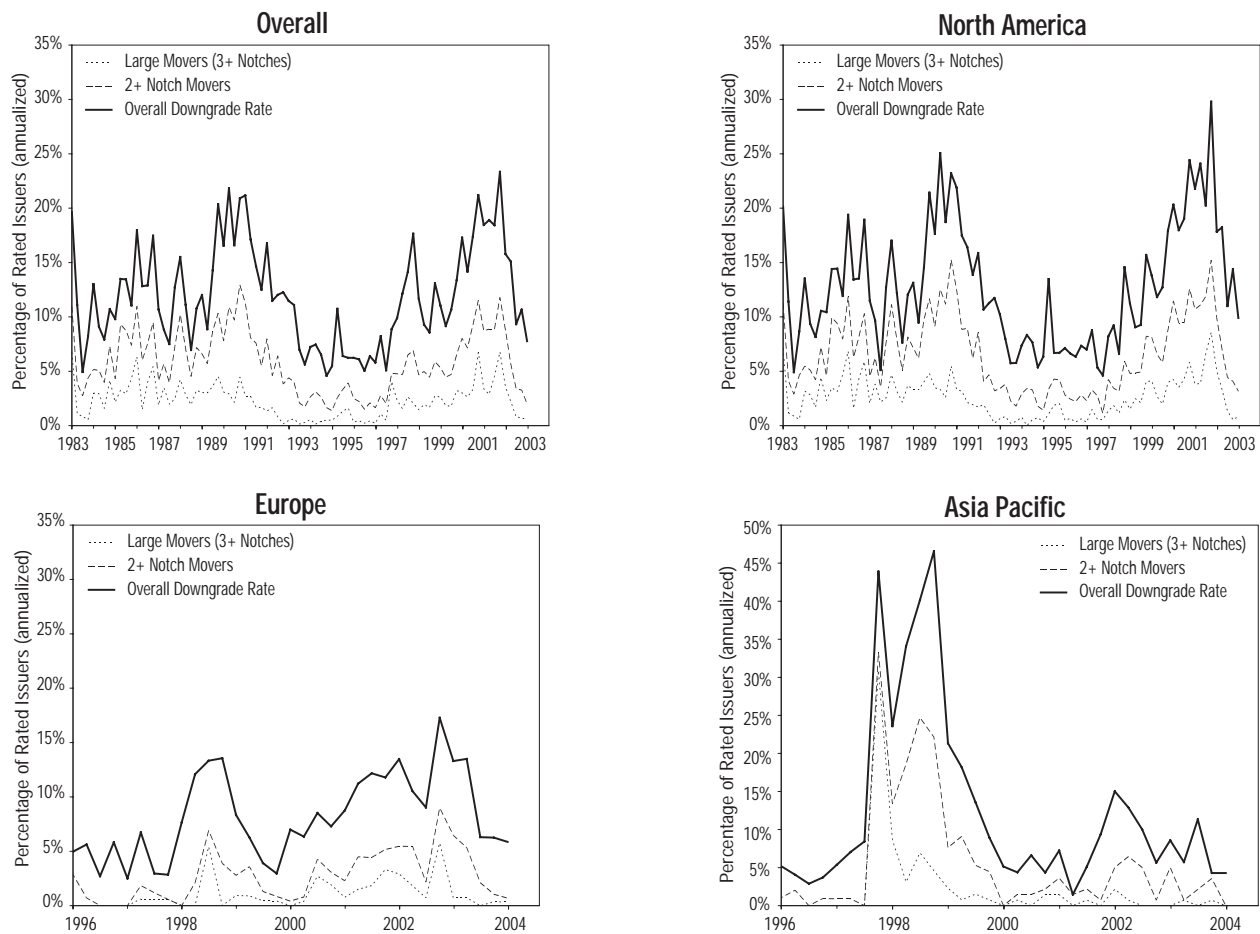 Overall
Percentage of Rated Issuers (annualized)
35%
30%
25%
20%
15%
10%
5%
0%
Large Movers (3+ Notches)
2+ Notch Movers
Overall Downgrade Rate
1983 1985 1987 1989 1991 1993 1995 1997 1999 2001 2003
North America
Percentage of Rated Issuers (annualized)
35%
30%
25%
20%
15%
10%
5%
0%
Large Movers (3+ Notches)
2+ Notch Movers
Overall Downgrade Rate
1983 1985 1987 1989 1991 1993 1995 1997 1999 2001 2003
Europe
Percentage of Rated Issuers (annualized)
35%
30%
25%
20%
15%
10%
5%
0%
Large Movers (3+ Notches)
2+ Notch Movers
Overall Downgrade Rate
1996 1998 2000 2002 2004
Asia Pacific
Percentage of Rated Issuers (annualized)
50%
45%
40%
35%
30%
25%
20%
15%
10%
5%
0%
Large Movers (3+ Notches)
2+ Notch Movers
Overall Downgrade Rate
1996 1998 2000 2002 2004